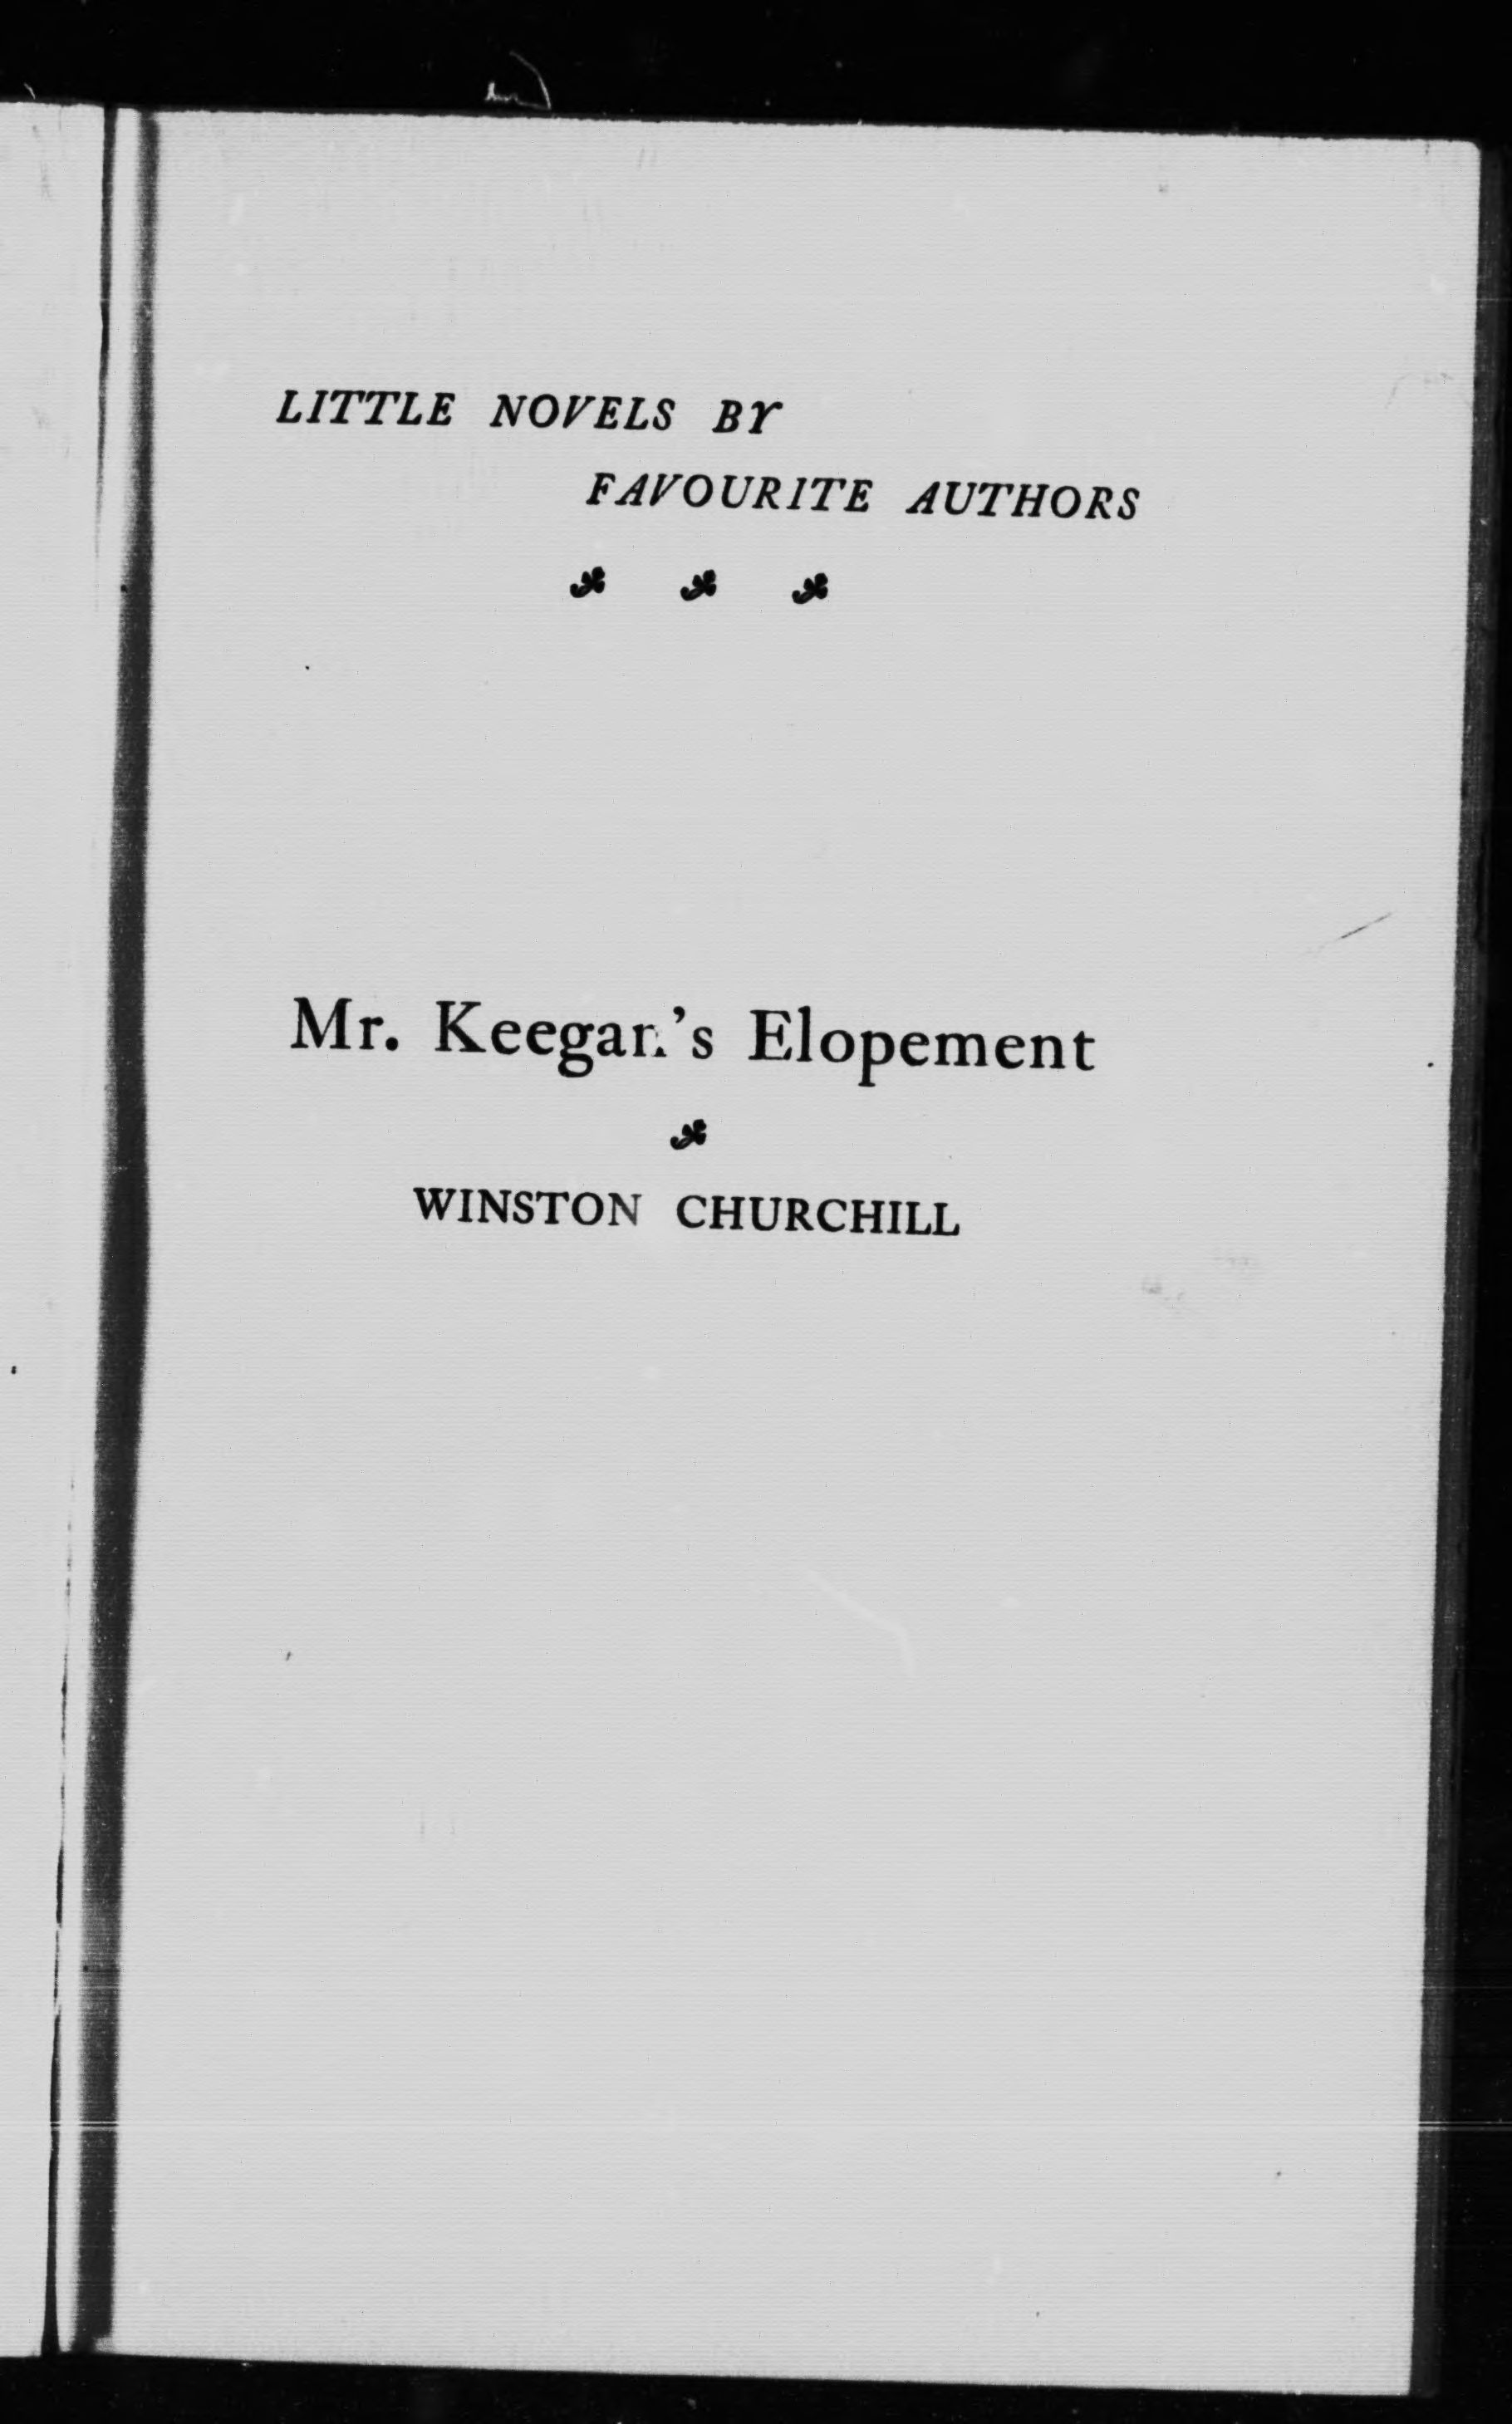 LITTLE NOVELS BY
FAVOURITE AUTHORS
Mr. Keegan's Elopement
WINSTON CHURCHILL